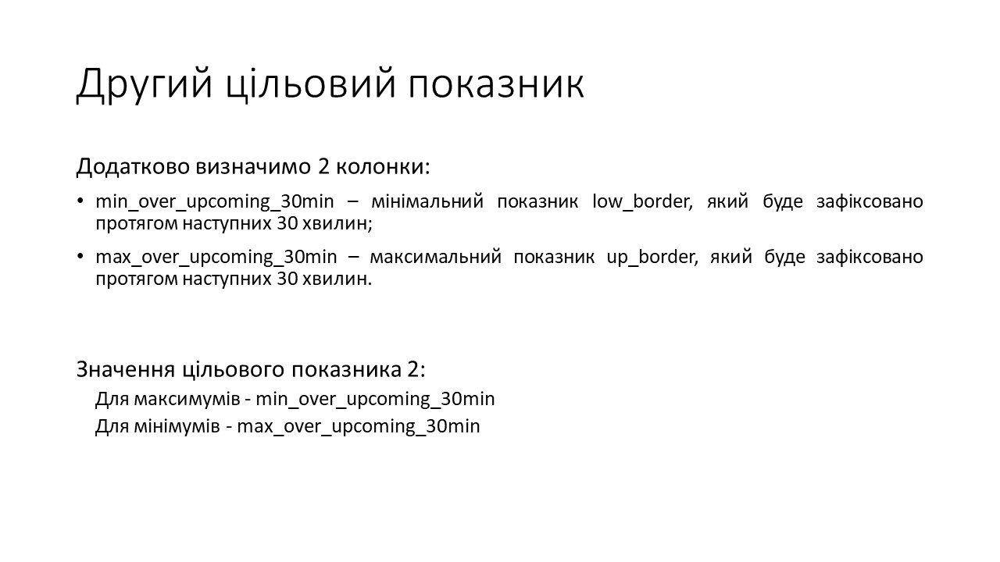 Другий цільовий показник
Додатково визначимо 2 колонки:
• min_over_upcoming_30min – мінімальний показник low_border, який буде зафіксовано
протягом наступних 30 хвилин;
• max_over_upcoming_30min – максимальний показник up_border, який буде зафіксовано
протягом наступних 30 хвилин.
Значення цільового показника 2:
Для максимумів - min_over_upcoming_30min
Для мінімумів - max_over_upcoming_30min